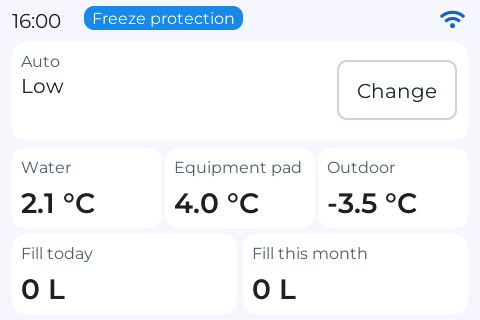 16:00 Freeze protection
Auto
Low
Change
Water
2.1 °C
Equipment pad
4.0 °C
Outdoor
-3.5 °C
Fill today
0 L
Fill this month
0 L